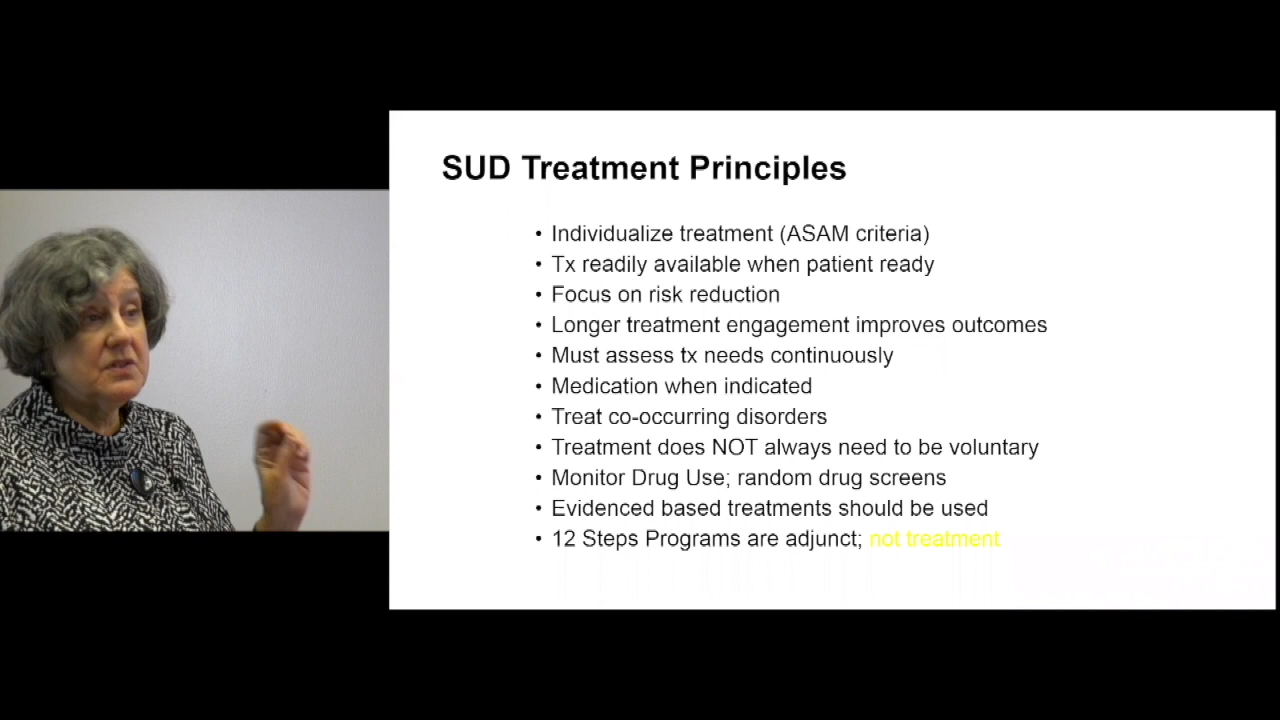 SUD Treatment Principles
• Individualize treatment (ASAM criteria)
• Tx readily available when patient ready
• Focus on risk reduction
• Longer treatment engagement improves outcomes
• Must assess tx needs continuously
• Medication when indicated
• Treat co-occurring disorders
• Treatment does NOT always need to be voluntary
• Monitor Drug Use; random drug screens
• Evidenced based treatments should be used
• 12 Steps Programs are adjunct; not treatment